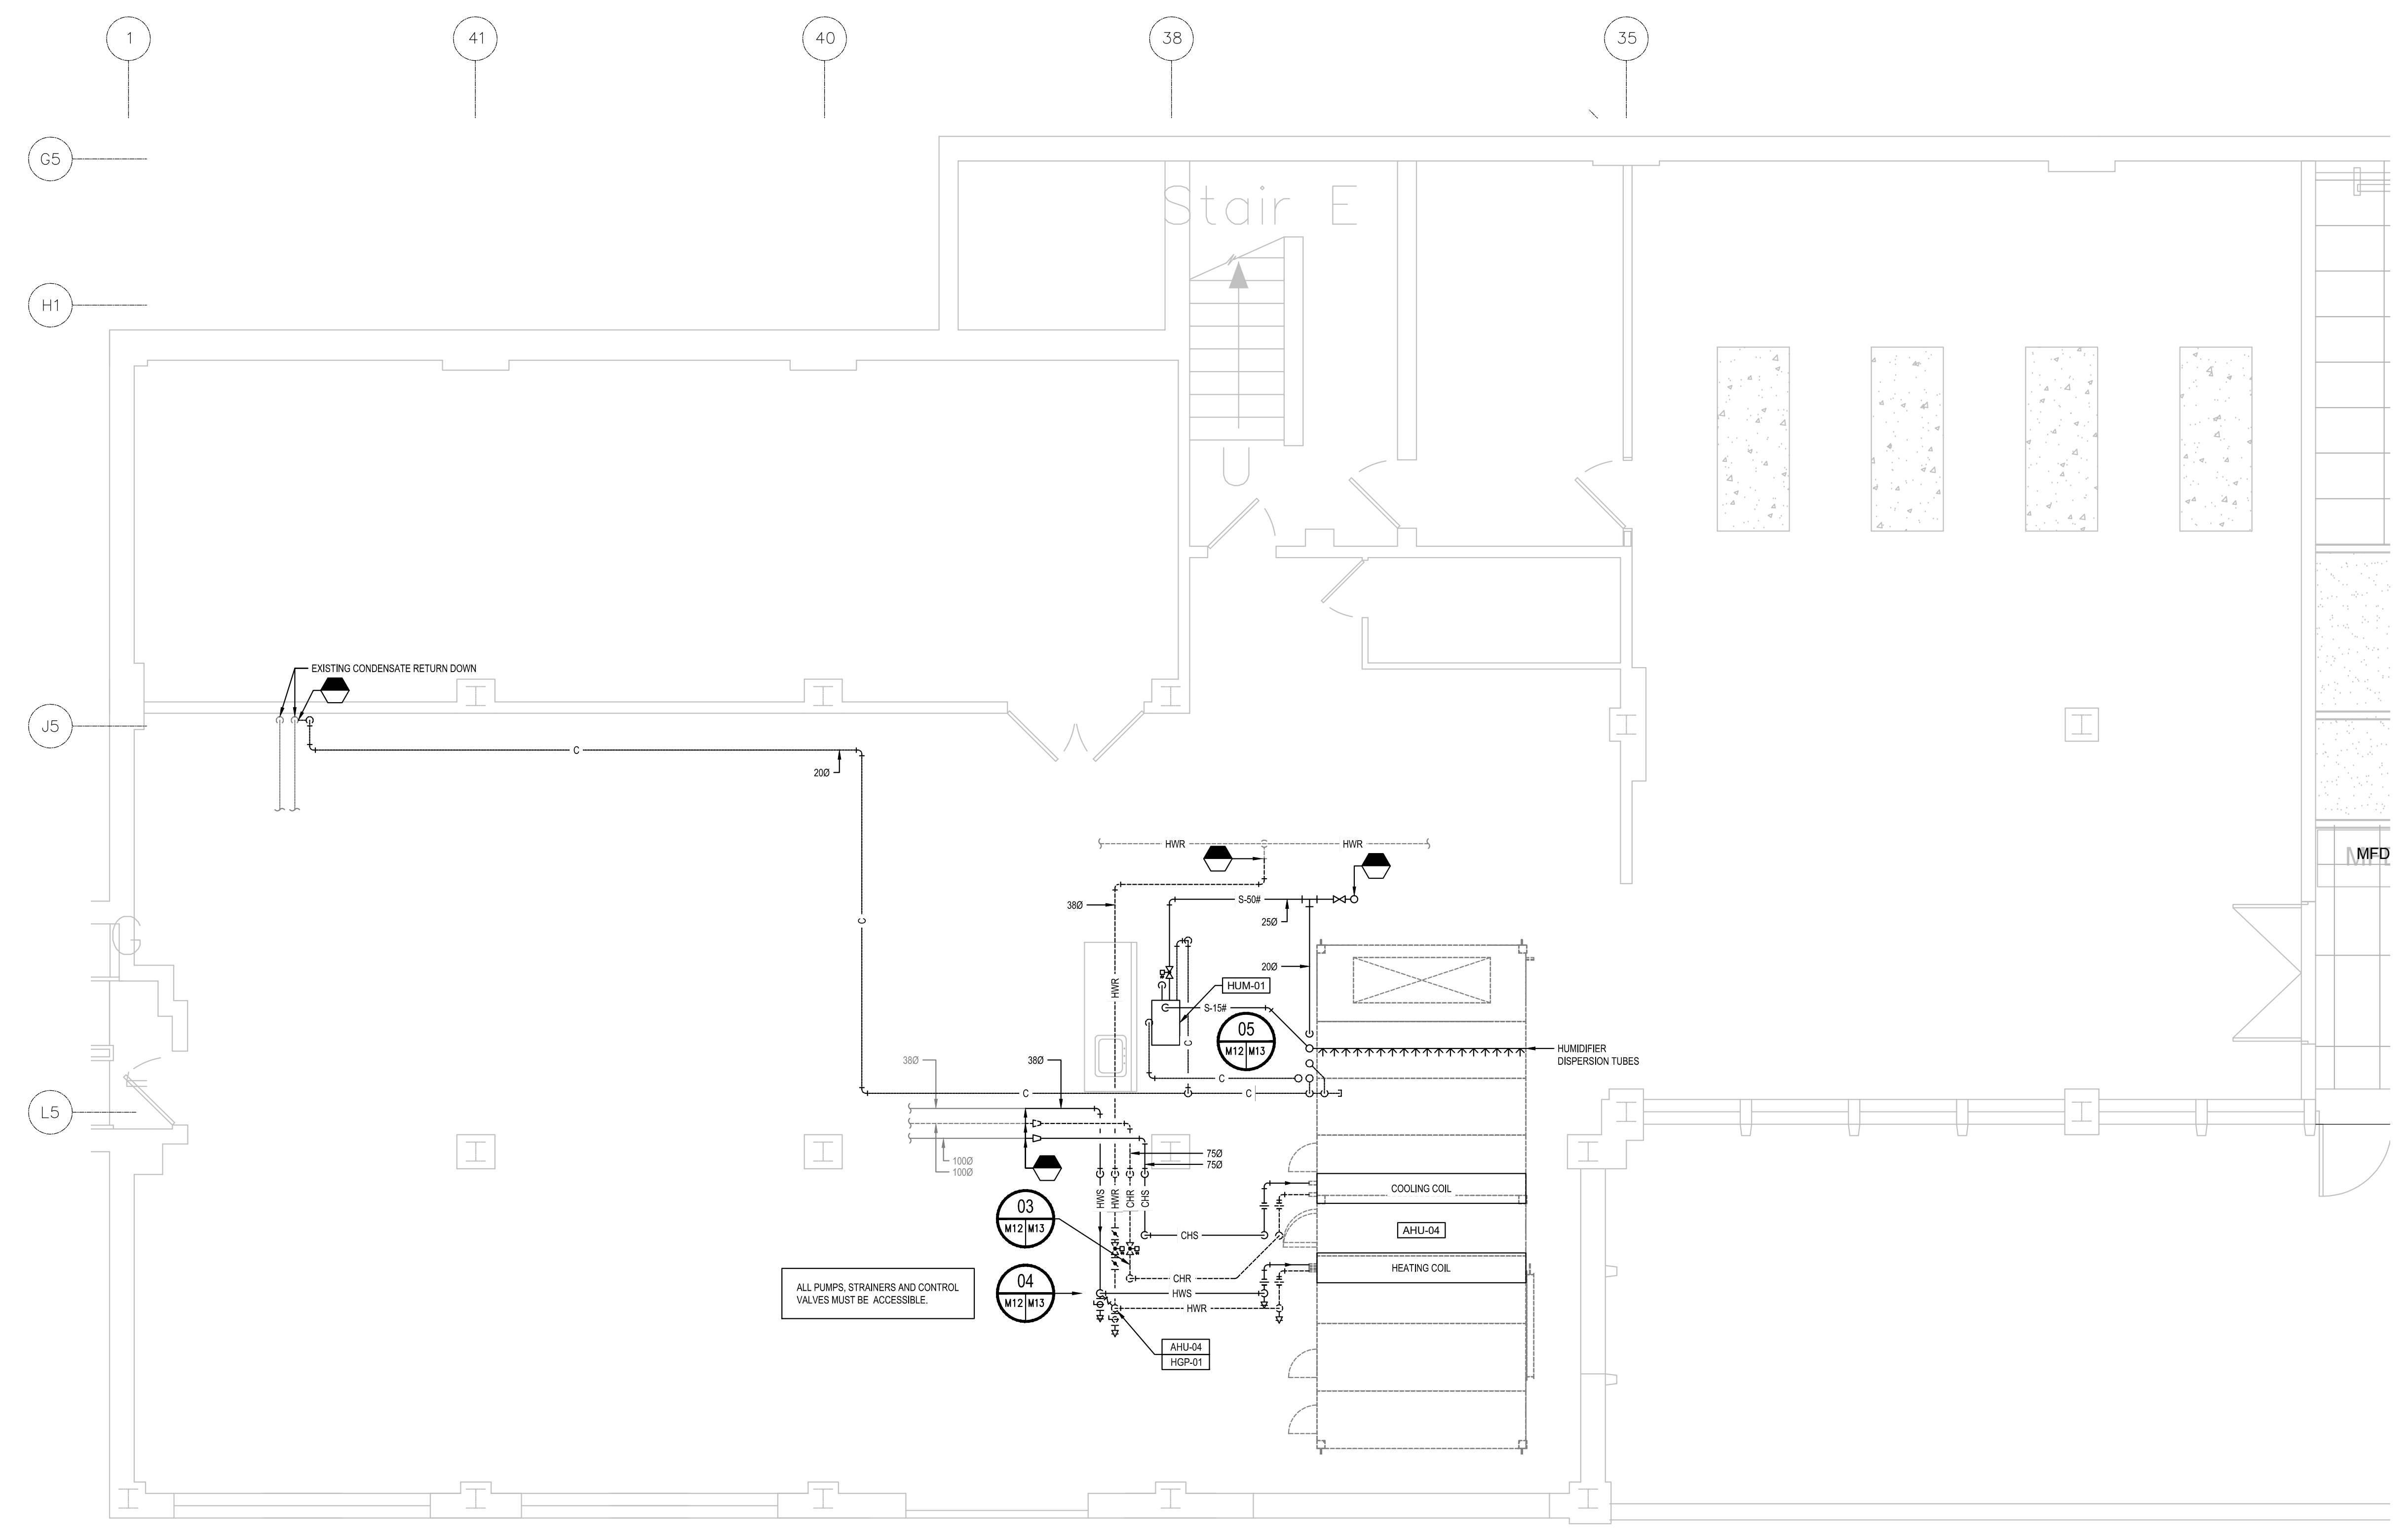 1
41
40
38
35
G5
Stair E
H1
U
EXISTING CONDENSATE RETURN DOWN
J5
C
20Ø
HWR
HWR
MFD
38Ø
S-50#
25Ø
C
G
20Ø
HWR
HUM-01
S-15#
05
M12 M13
C
HUMIDIFIER
DISPERSION TUBES
38Ø
38Ø
C
C
C
L5
100Ø
100Ø
75Ø
75Ø
HWS
HWR
CHR
CHS
COOLING COIL
03
M12 M13
CHS
AHU-04
HEATING COIL
CHR
04
M12 M13
ALL PUMPS, STRAINERS AND CONTROL
VALVES MUST BE ACCESSIBLE.
HWS
HWR
AHU-04
HGP-01